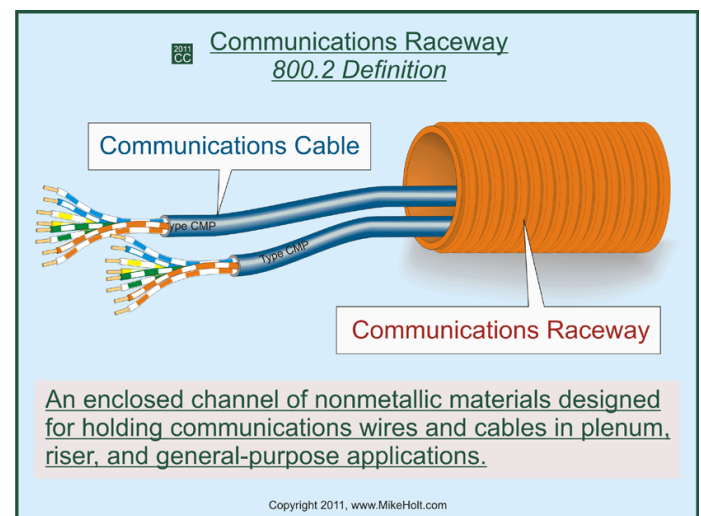 Communications Raceway
2011
CC
800.2 Definition
Communications Cable
ype CMP
Type CMP
Communications Raceway
An enclosed channel of nonmetallic materials designed
for holding communications wires and cables in plenum,
riser, and general-purpose applications.
Copyright 2011, www.MikeHolt.com